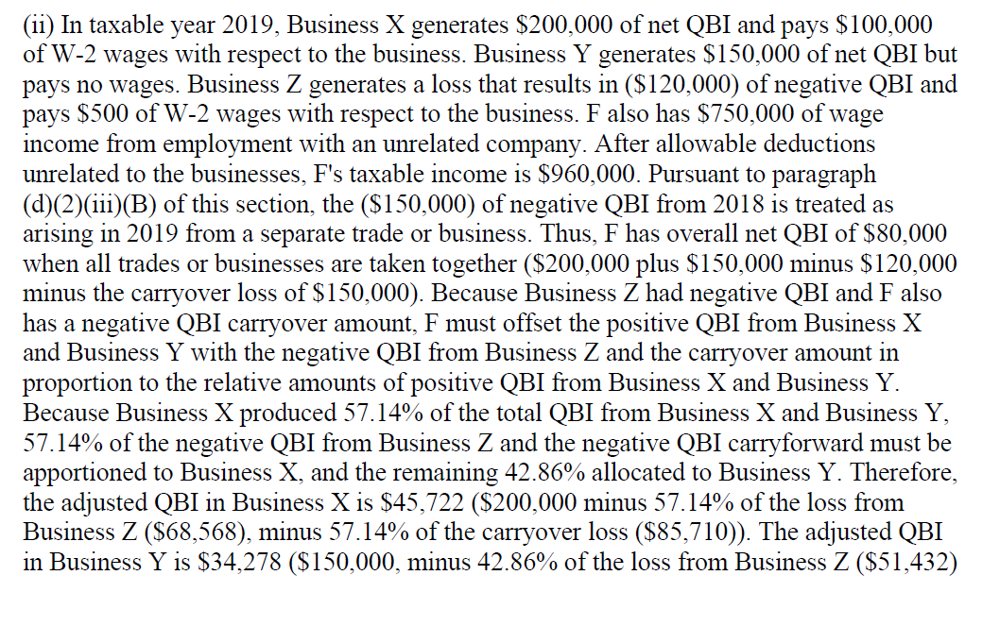 (ii) In taxable year 2019, Business X generates $200,000 of net QBI and pays $100,000
of W-2 wages with respect to the business. Business Y generates $150,000 of net QBI but
pays no wages. Business Z generates a loss that results in ($120,000) of negative QBI and
pays $500 of W-2 wages with respect to the business. F also has $750,000 of wage
income from employment with an unrelated company. After allowable deductions
unrelated to the businesses, F's taxable income is $960,000. Pursuant to paragraph
(d)(2)(iii)(B) of this section, the ($150,000) of negative QBI from 2018 is treated as
arising in 2019 from a separate trade or business. Thus, F has overall net QBI of $80,000
when all trades or businesses are taken together ($200,000 plus $150,000 minus $120,000
minus the carryover loss of $150,000). Because Business Z had negative QBI and F also
has a negative QBI carryover amount, F must offset the positive QBI from Business X
and Business Y with the negative QBI from Business Z and the carryover amount in
proportion to the relative amounts of positive QBI from Business X and Business Y.
Because Business X produced 57.14% of the total QBI from Business X and Business Y,
57.14% of the negative QBI from Business Z and the negative QBI carryforward must be
apportioned to Business X, and the remaining 42.86% allocated to Business Y. Therefore,
the adjusted QBI in Business X is $45,722 ($200,000 minus 57.14% of the loss from
Business Z ($68,568), minus 57.14% of the carryover loss ($85,710)). The adjusted QBI
in Business Y is $34,278 ($150,000, minus 42.86% of the loss from Business Z ($51,432)